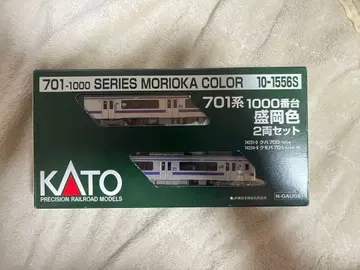 701-1000 SERIES MORIOKA COLOR 10-1556S
701系 1000番台
盛岡色
2両セット
KATO
PRECISION RAILROAD MODELS
N-GAUGE